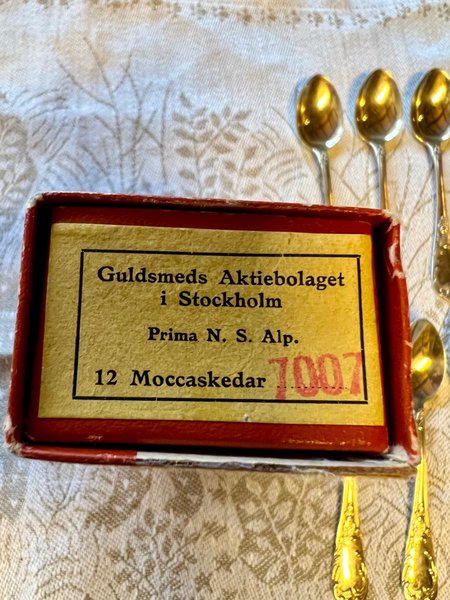 Guldsmeds Aktiebolaget
i Stockholm
Prima N. S. Alp.
12 Moccaskedar 7007